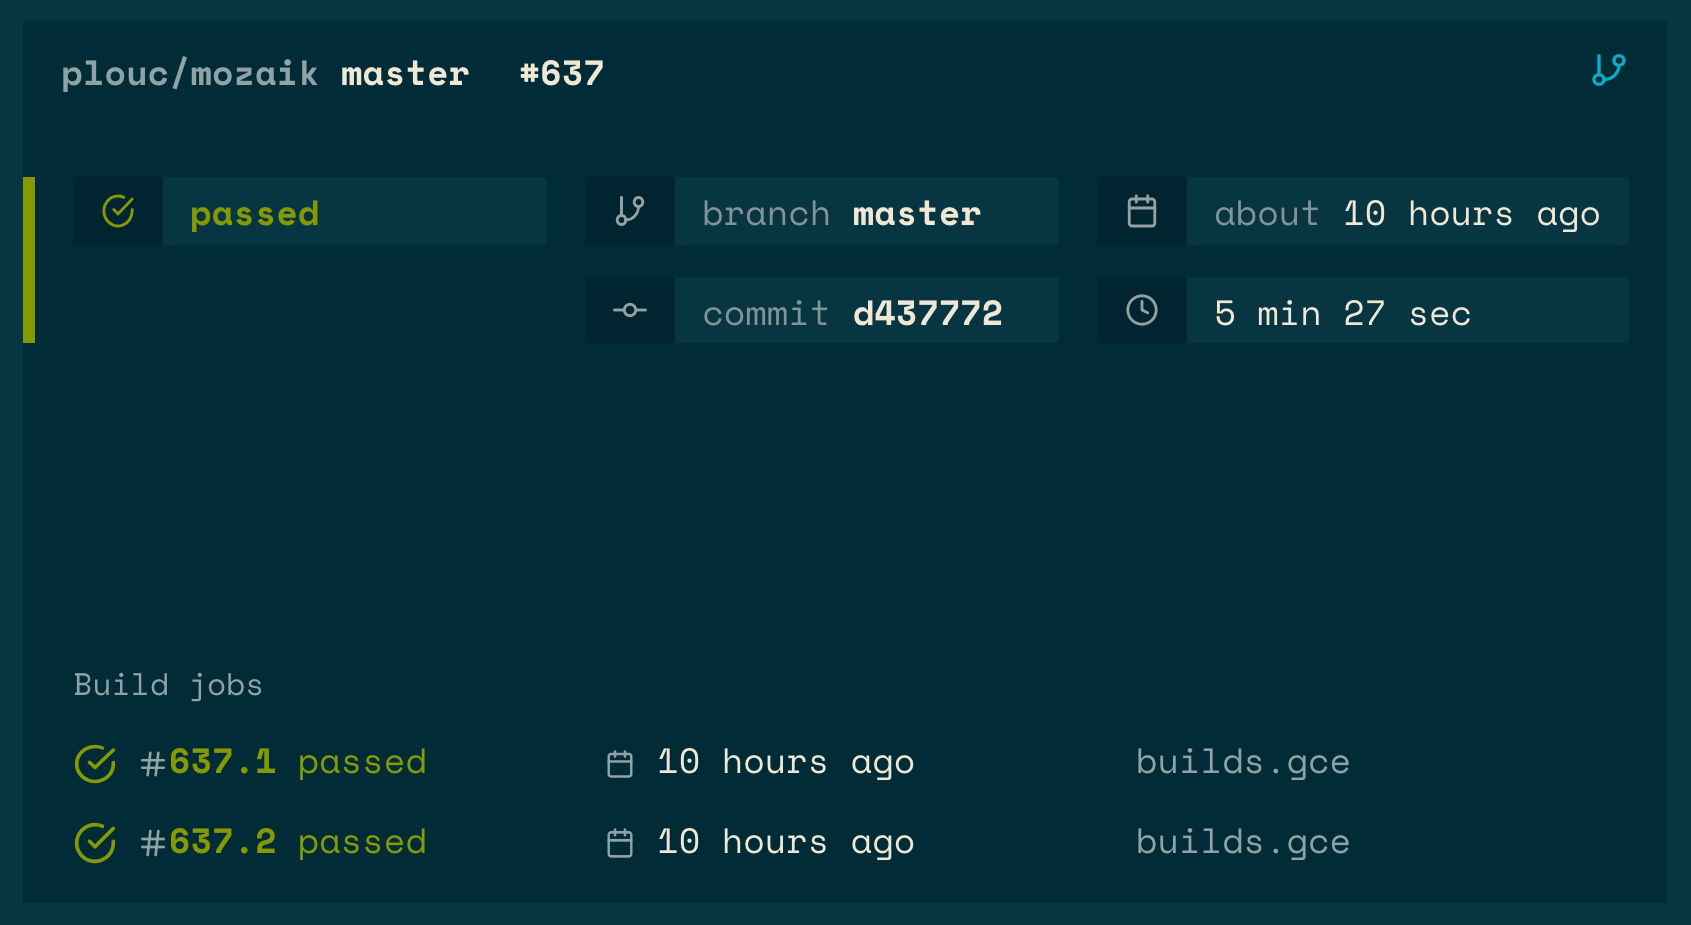 plouc/mozaik master #637
passed
branch master
about 10 hours ago
commit d437772
5 min 27 sec
Build jobs
#637.1 passed 10 hours ago builds.gce
#637.2 passed 10 hours ago builds.gce